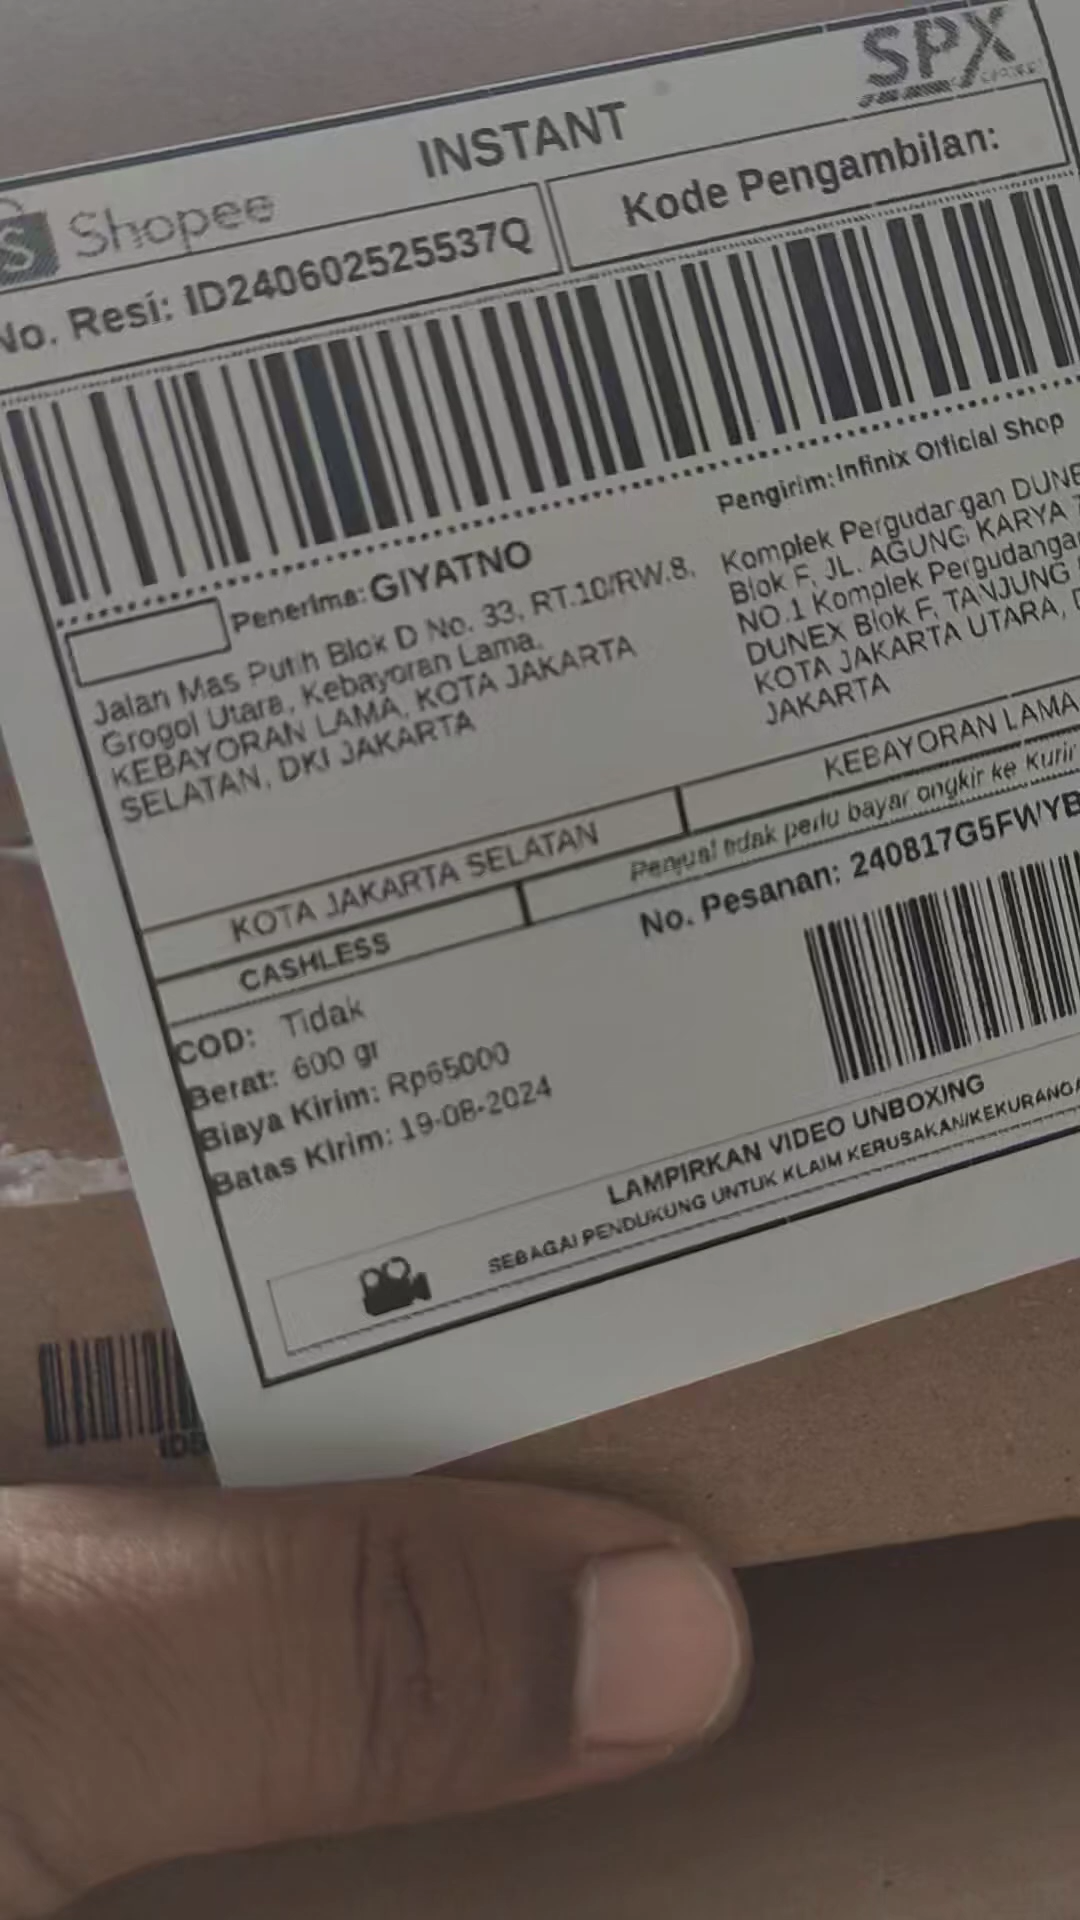 SPX
INSTANT
Shopee
Kode Pengambilan:
No. Resi: ID240602525537Q
Pengirim: Infinix Official Shop
Komplek Pergudangan DUNE
Blok F, JL. AGUNG KARYA
NO.1 Komplek Pergudangan
DUNEX Blok F, TANJUNG
KOTA JAKARTA UTARA,
JAKARTA
Penerima: GIYATNO
Jalan Mas Putih Blok D No. 33, RT.10/RW.8,
Grogol Utara, Kebayoran Lama,
KEBAYORAN LAMA, KOTA JAKARTA
SELATAN, DKI JAKARTA
KOTA JAKARTA SELATAN
KEBAYORAN LAMA
CASHLESS
Penjual tidak perlu bayar ongkir ke Kurir
No. Pesanan: 240817G5FWYB
COD: Tidak
Berat: 600 gr
Biaya Kirim: Rp65000
Batas Kirim: 19-08-2024
LAMPIRKAN VIDEO UNBOXING
SEBAGAI PENDUKUNG UNTUK KLAIM KERUSAKAN/KEKURANGA